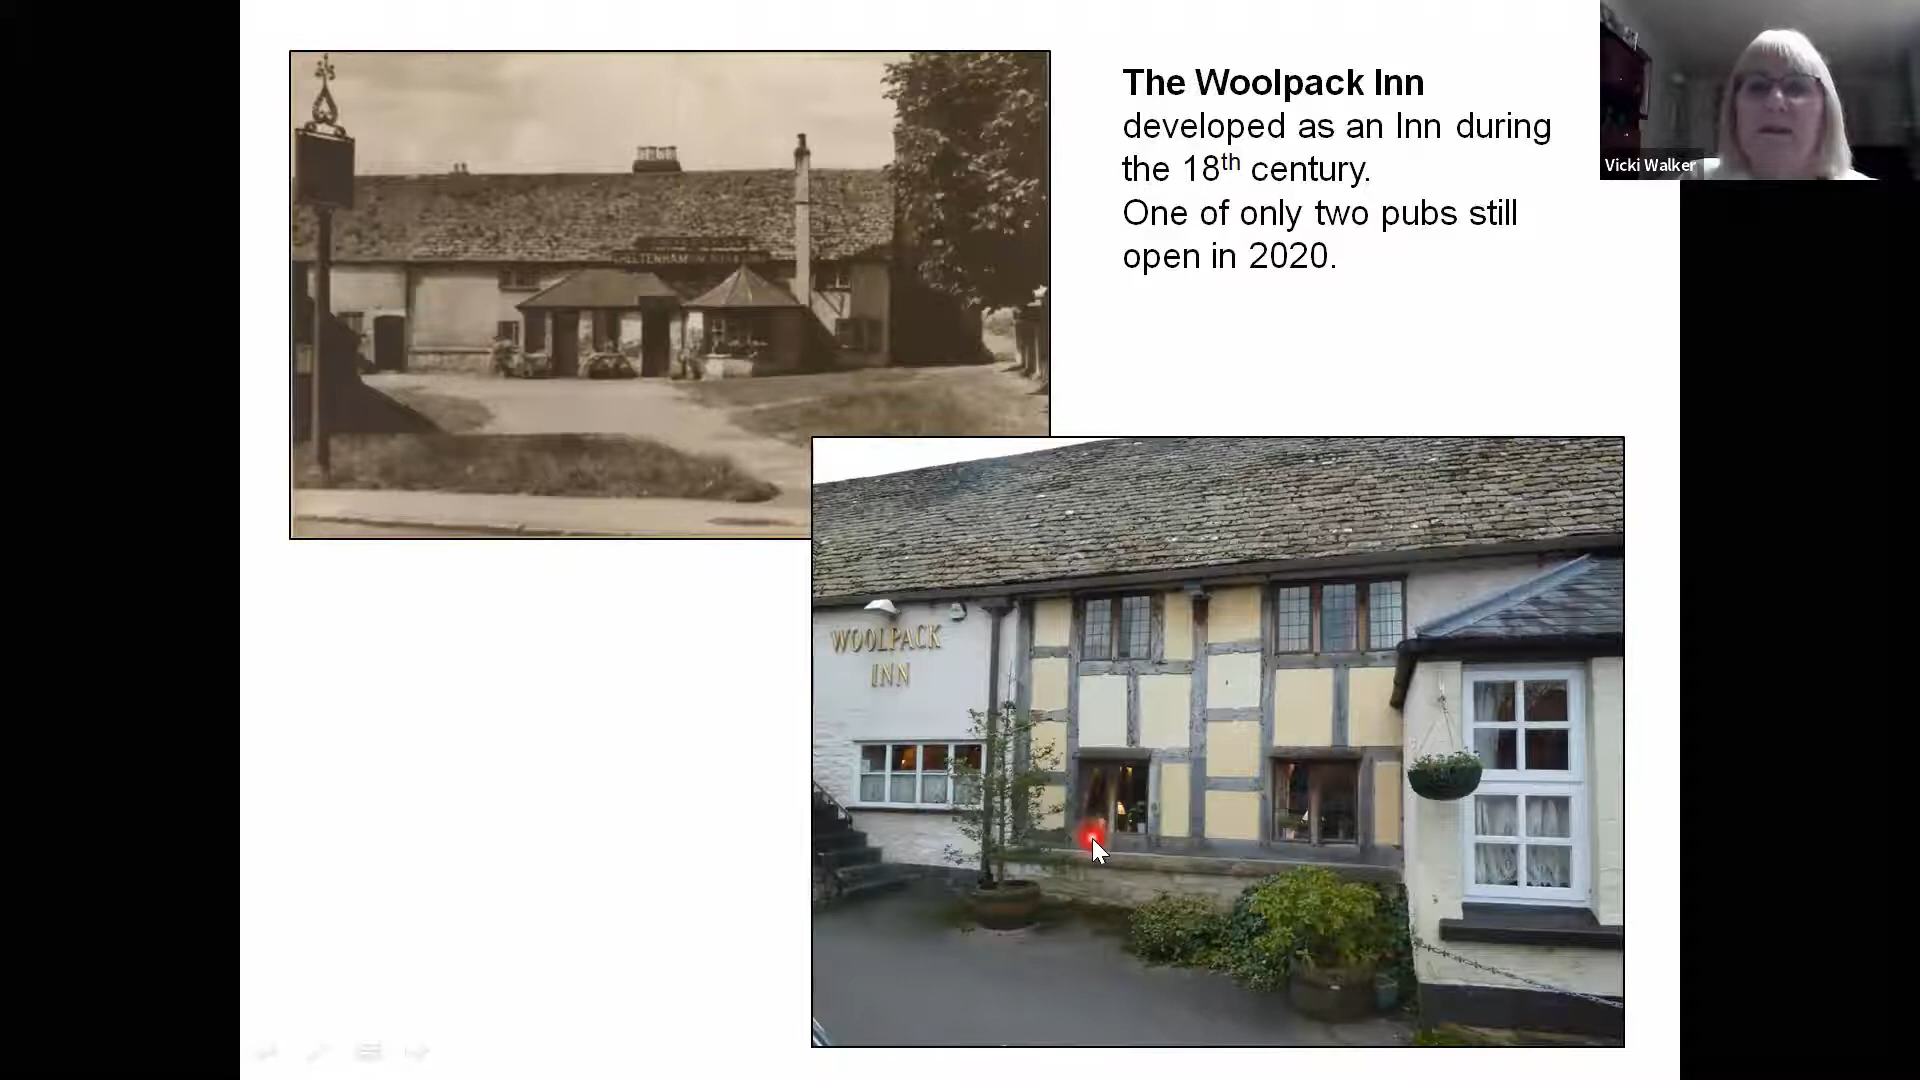 The Woolpack Inn
developed as an Inn during
the 18th century.
One of only two pubs still
open in 2020.
Vicki Walker
CHELTENHAM
WOOLPACK
INN